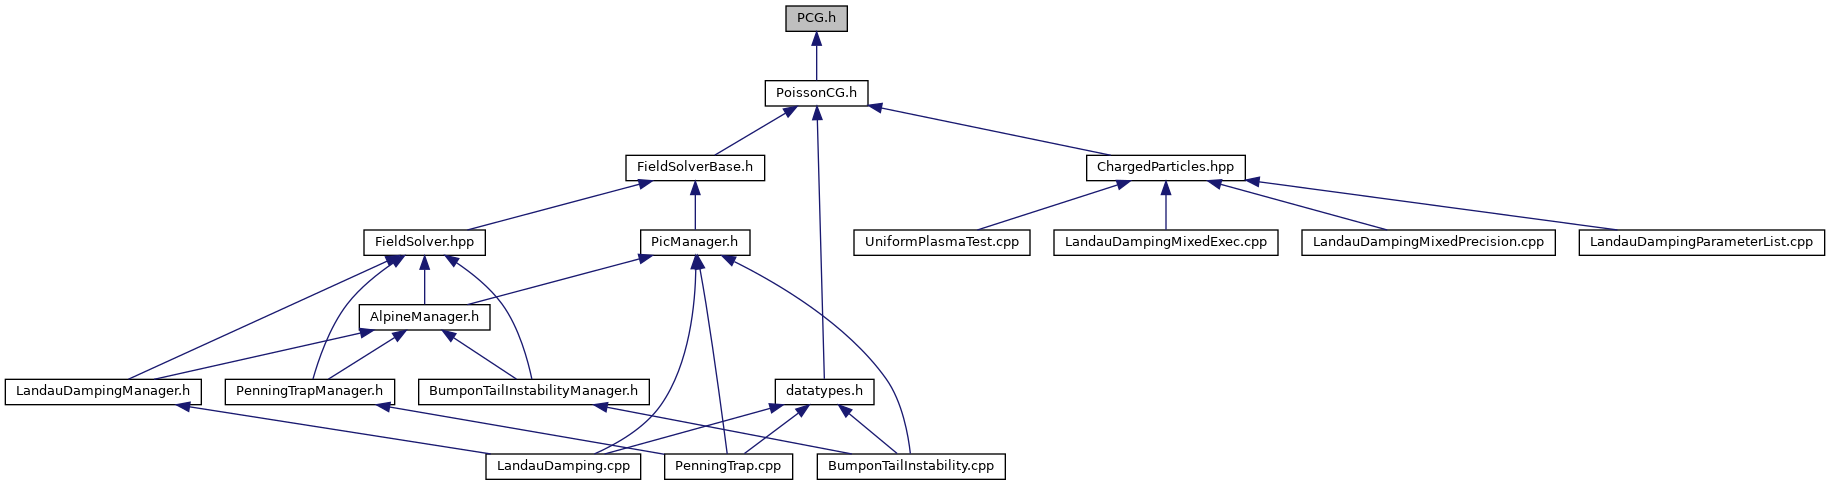 PCG.h
PoissonCG.h
FieldSolverBase.h
ChargedParticles.hpp
FieldSolver.hpp
PicManager.h
UniformPlasmaTest.cpp
LandauDampingMixedExec.cpp
LandauDampingMixedPrecision.cpp
LandauDampingParameterList.cpp
AlpineManager.h
LandauDampingManager.h
PenningTrapManager.h
BumponTailInstabilityManager.h
datatypes.h
LandauDamping.cpp
PenningTrap.cpp
BumponTailInstability.cpp